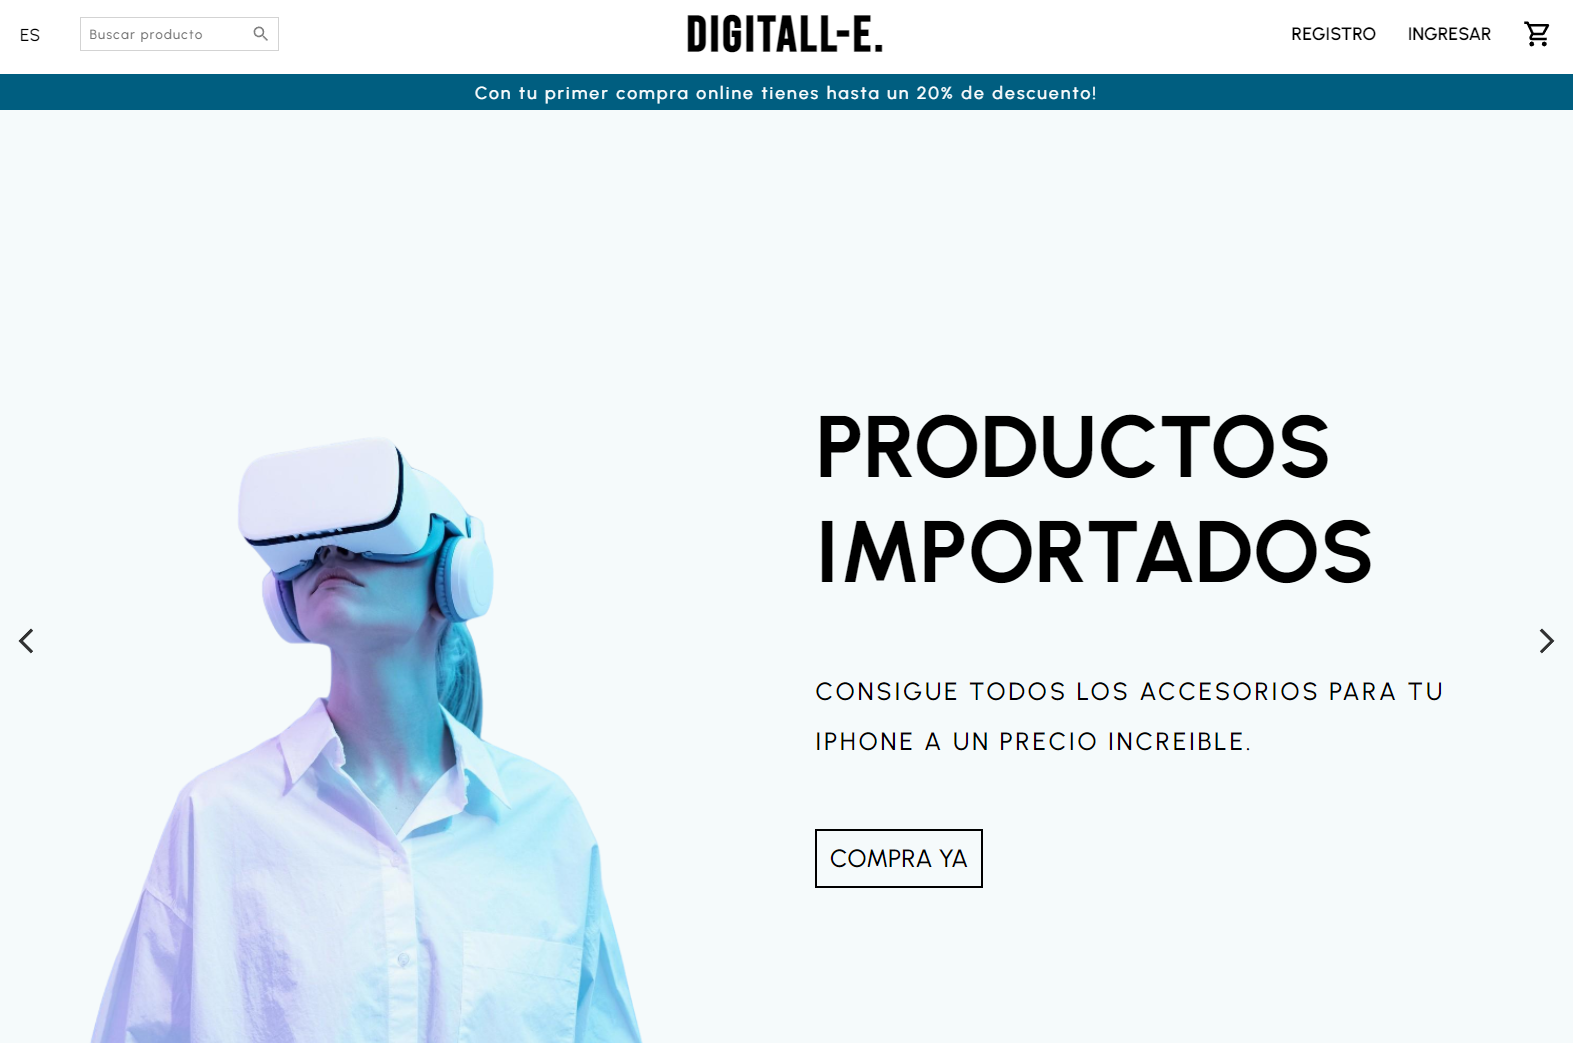 ES
Buscar producto
DIGITALL-E.
REGISTRO
INGRESAR
Con tu primer compra online tienes hasta un 20% de descuento!
PRODUCTOS
IMPORTADOS
CONSIGUE TODOS LOS ACCESORIOS PARA TU
IPHONE A UN PRECIO INCREIBLE.
COMPRA YA